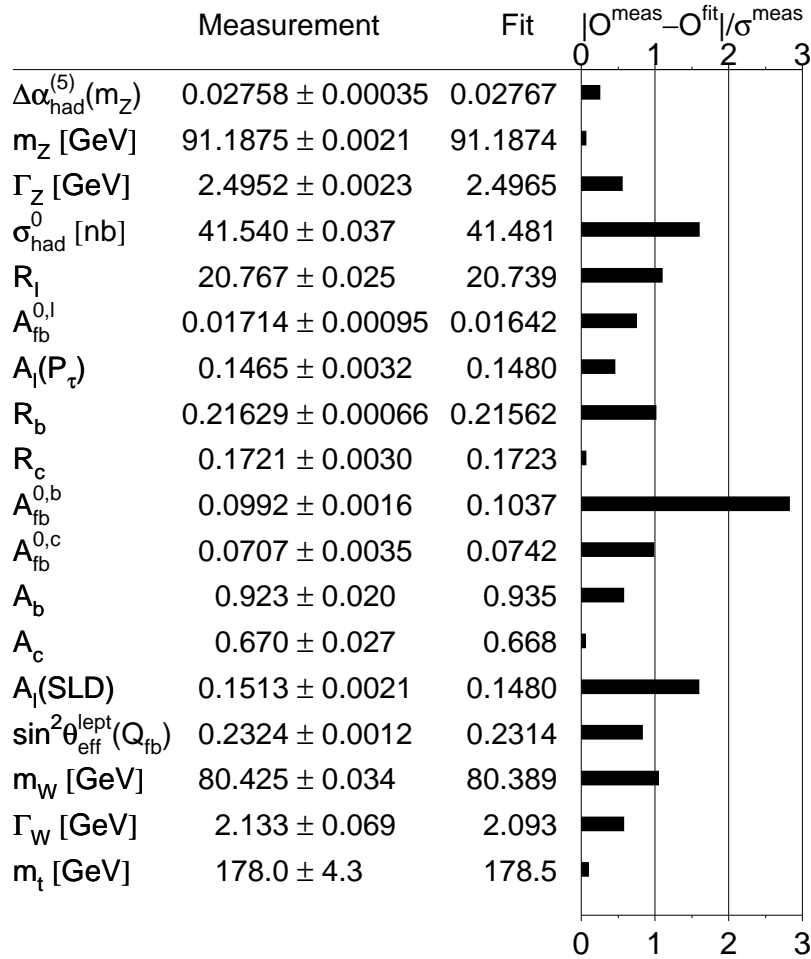 Measurement Fit |O^meas–O^fit|/σ^meas
0 1 2 3
Δα_had^(5)(m_Z) 0.02758 ± 0.00035 0.02767
m_Z [GeV] 91.1875 ± 0.0021 91.1874
Γ_Z [GeV] 2.4952 ± 0.0023 2.4965
σ_had^0 [nb] 41.540 ± 0.037 41.481
R_l 20.767 ± 0.025 20.739
A_fb^0,l 0.01714 ± 0.00095 0.01642
A_l(P_τ) 0.1465 ± 0.0032 0.1480
R_b 0.21629 ± 0.00066 0.21562
R_c 0.1721 ± 0.0030 0.1723
A_fb^0,b 0.0992 ± 0.0016 0.1037
A_fb^0,c 0.0707 ± 0.0035 0.0742
A_b 0.923 ± 0.020 0.935
A_c 0.670 ± 0.027 0.668
A_l(SLD) 0.1513 ± 0.0021 0.1480
sin²θ_eff^lept(Q_fb) 0.2324 ± 0.0012 0.2314
m_W [GeV] 80.425 ± 0.034 80.389
Γ_W [GeV] 2.133 ± 0.069 2.093
m_t [GeV] 178.0 ± 4.3 178.5
0 1 2 3